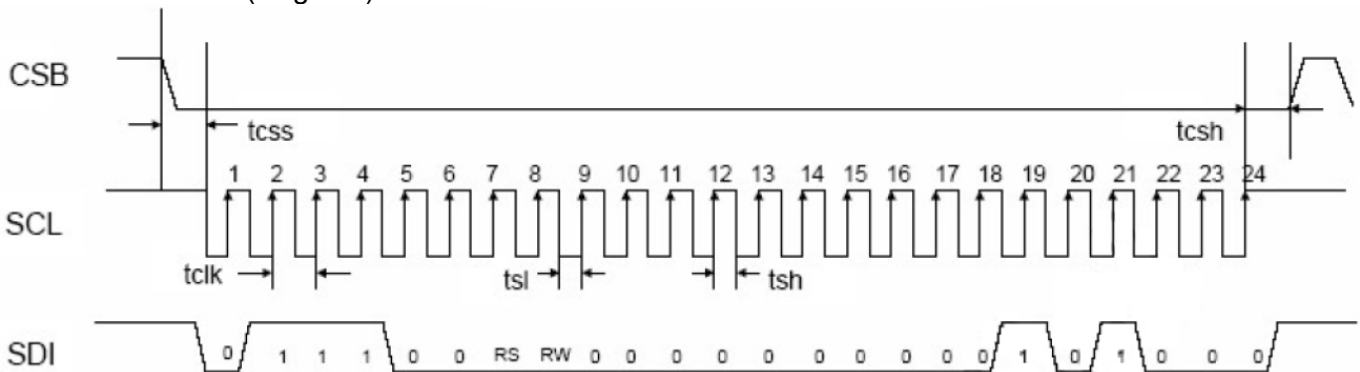 CSB
tcss
tcsh
1 2 3 4 5 6 7 8 9 10 11 12 13 14 15 16 17 18 19 20 21 22 23 24
SCL
tclk
tsl
tsh
SDI
0 1 1 1 0 0 RS RW 0 0 0 0 0 0 0 0 0 0 1 0 1 0 0 0